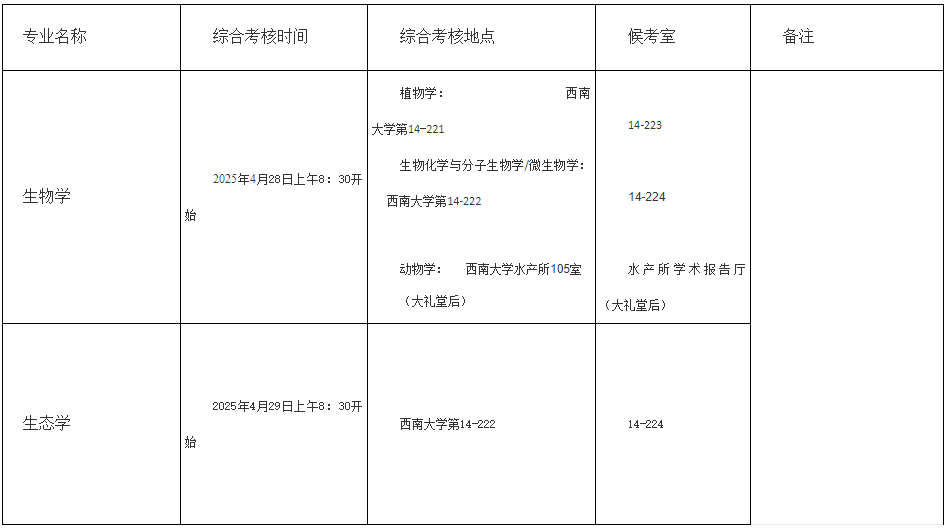 专业名称 综合考核时间 综合考核地点 候考室 备注
生物学
2025年4月28日上午8：30开
始
植物学： 西南
大学第14-221
生物化学与分子生物学/微生物学：
西南大学第14-222
动物学： 西南大学水产所105室
（大礼堂后）
14-223
14-224
水产所学术报告厅
（大礼堂后）
生态学
2025年4月29日上午8：30开
始
西南大学第14-222
14-224